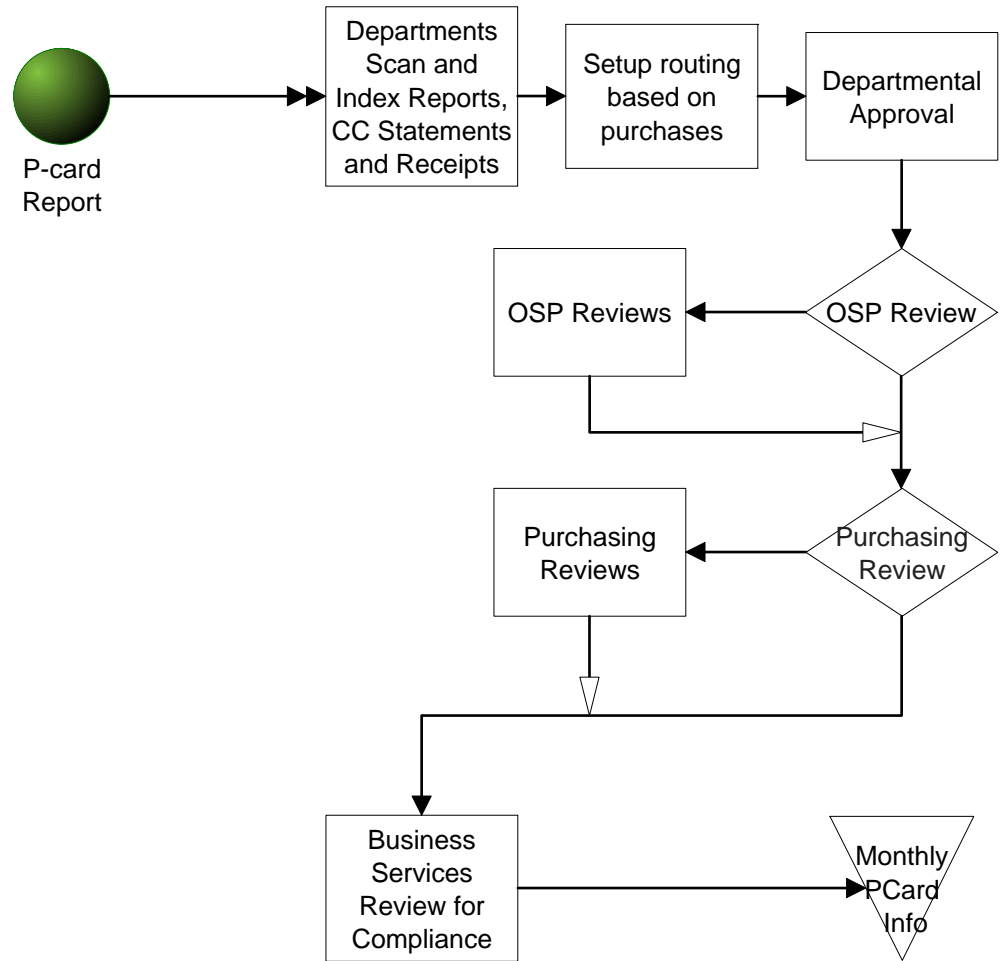 P-card
Report
Departments
Scan and
Index Reports,
CC Statements
and Receipts
Setup routing
based on
purchases
Departmental
Approval
OSP Reviews
OSP Review
Purchasing
Reviews
Purchasing
Review
Business
Services
Review for
Compliance
Monthly
PCard
Info